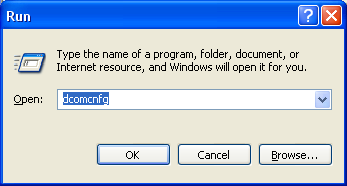 Run
Type the name of a program, folder, document, or
Internet resource, and Windows will open it for you.
Open: dcomcnfg
OK Cancel Browse...